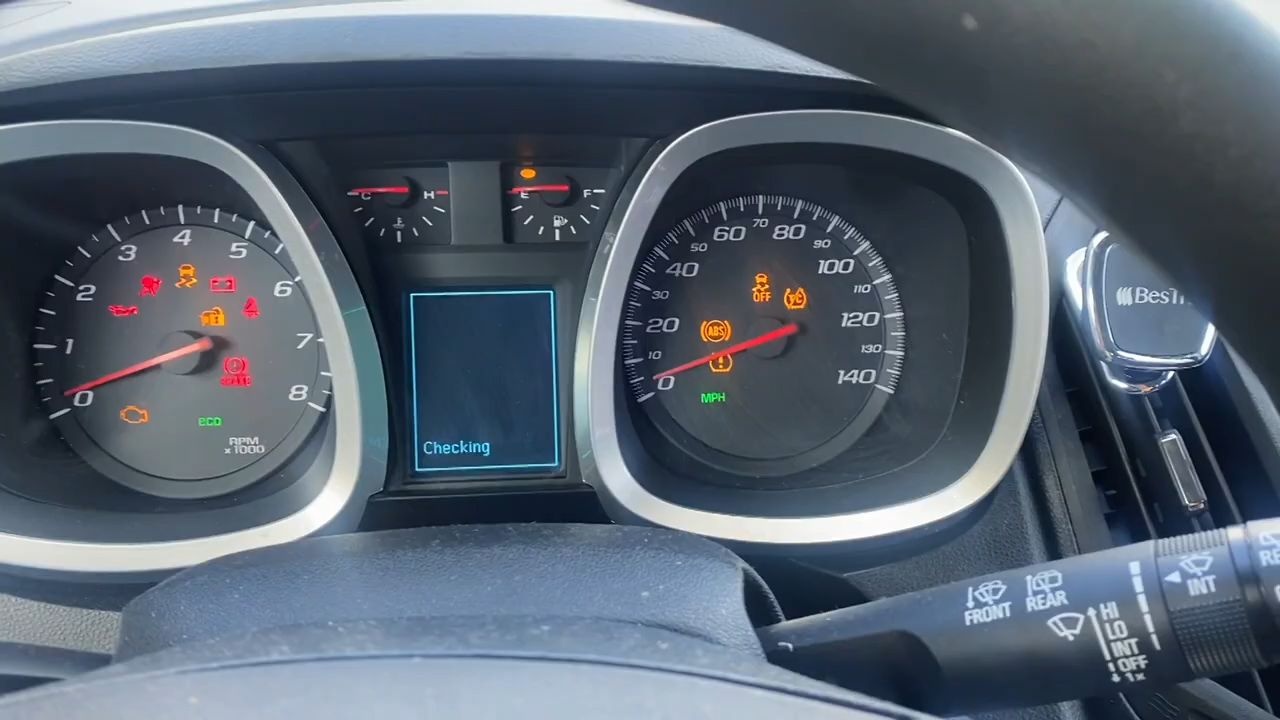 0
1
2
3
4
5
6
7
8
BRAKE
ECO
RPM
x1000
C
H
E
F
Checking
0
10
20
30
40
50
60
70
80
90
100
110
120
130
140
OFF
ABS
MPH
FRONT
REAR
HI
LO
INT
OFF
1x
INT